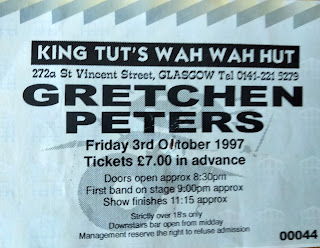 KING TUT'S WAH WAH HUT
272a St Vincent Street, GLASGOW Tel 0141-221 5279
GRETCHEN
PETERS
Friday 3rd October 1997
Tickets £7.00 in advance
Doors open approx 8:30pm
First band on stage 9:00pm approx
Show finishes 11:15 approx
Strictly over 18's only
Downstairs bar open from midday
Management reserve the right to refuse admission
00044